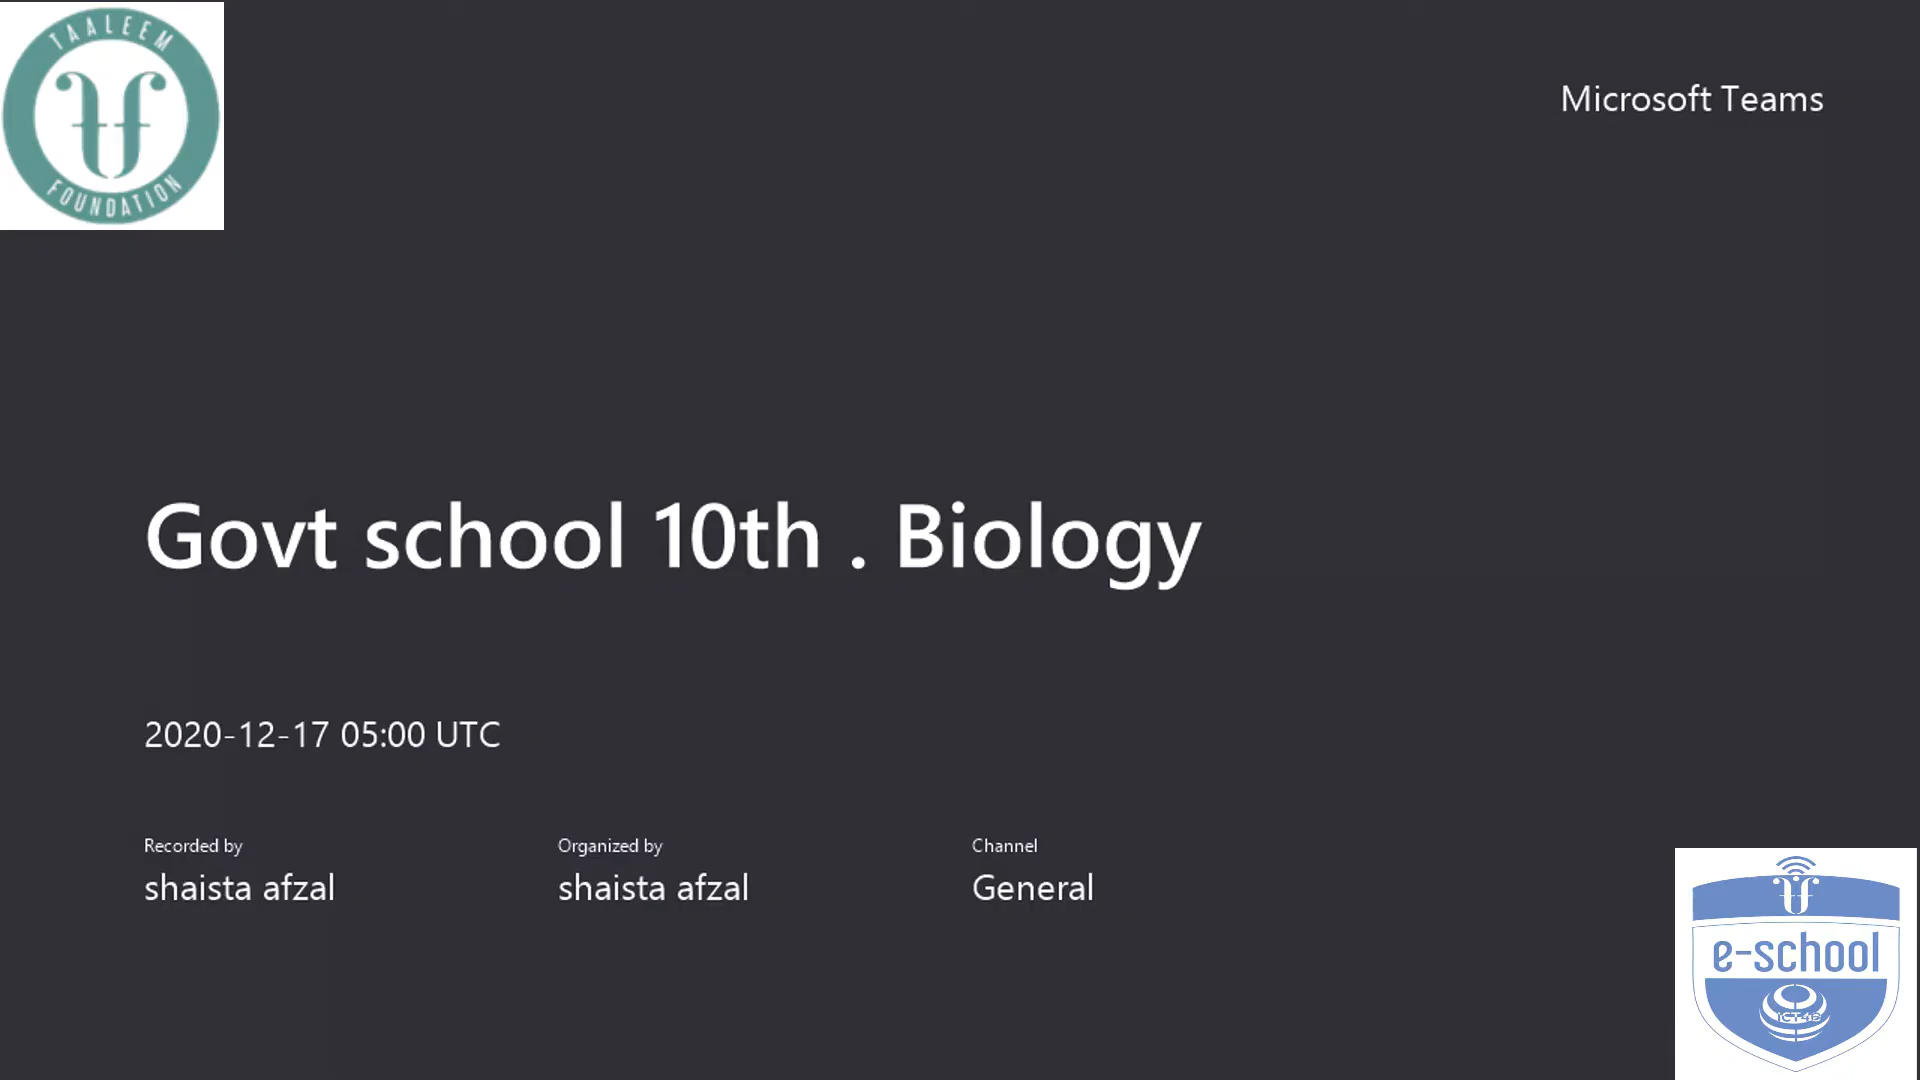 TAALEEM
FOUNDATION
Microsoft Teams
Govt school 10th . Biology
2020-12-17 05:00 UTC
Recorded by
shaista afzal
Organized by
shaista afzal
Channel
General
e-school